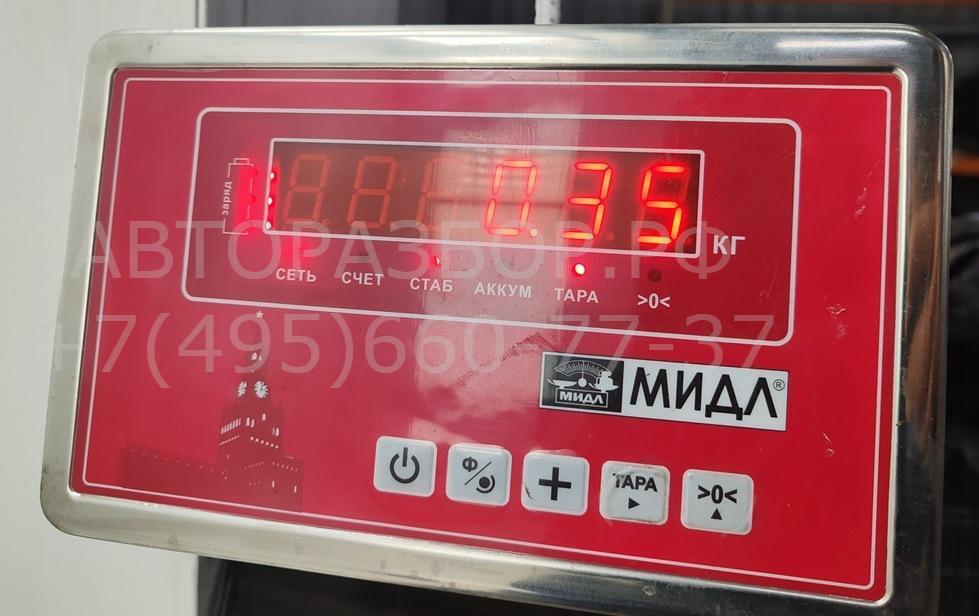 заряд
0.35
КГ
СЕТЬ СЧЕТ СТАБ АККУМ ТАРА >0<
АВТОРАЗБОР.РФ
+7(495)660-77-37
МИДЛ МИДЛ®
Ф
ТАРА
>0<